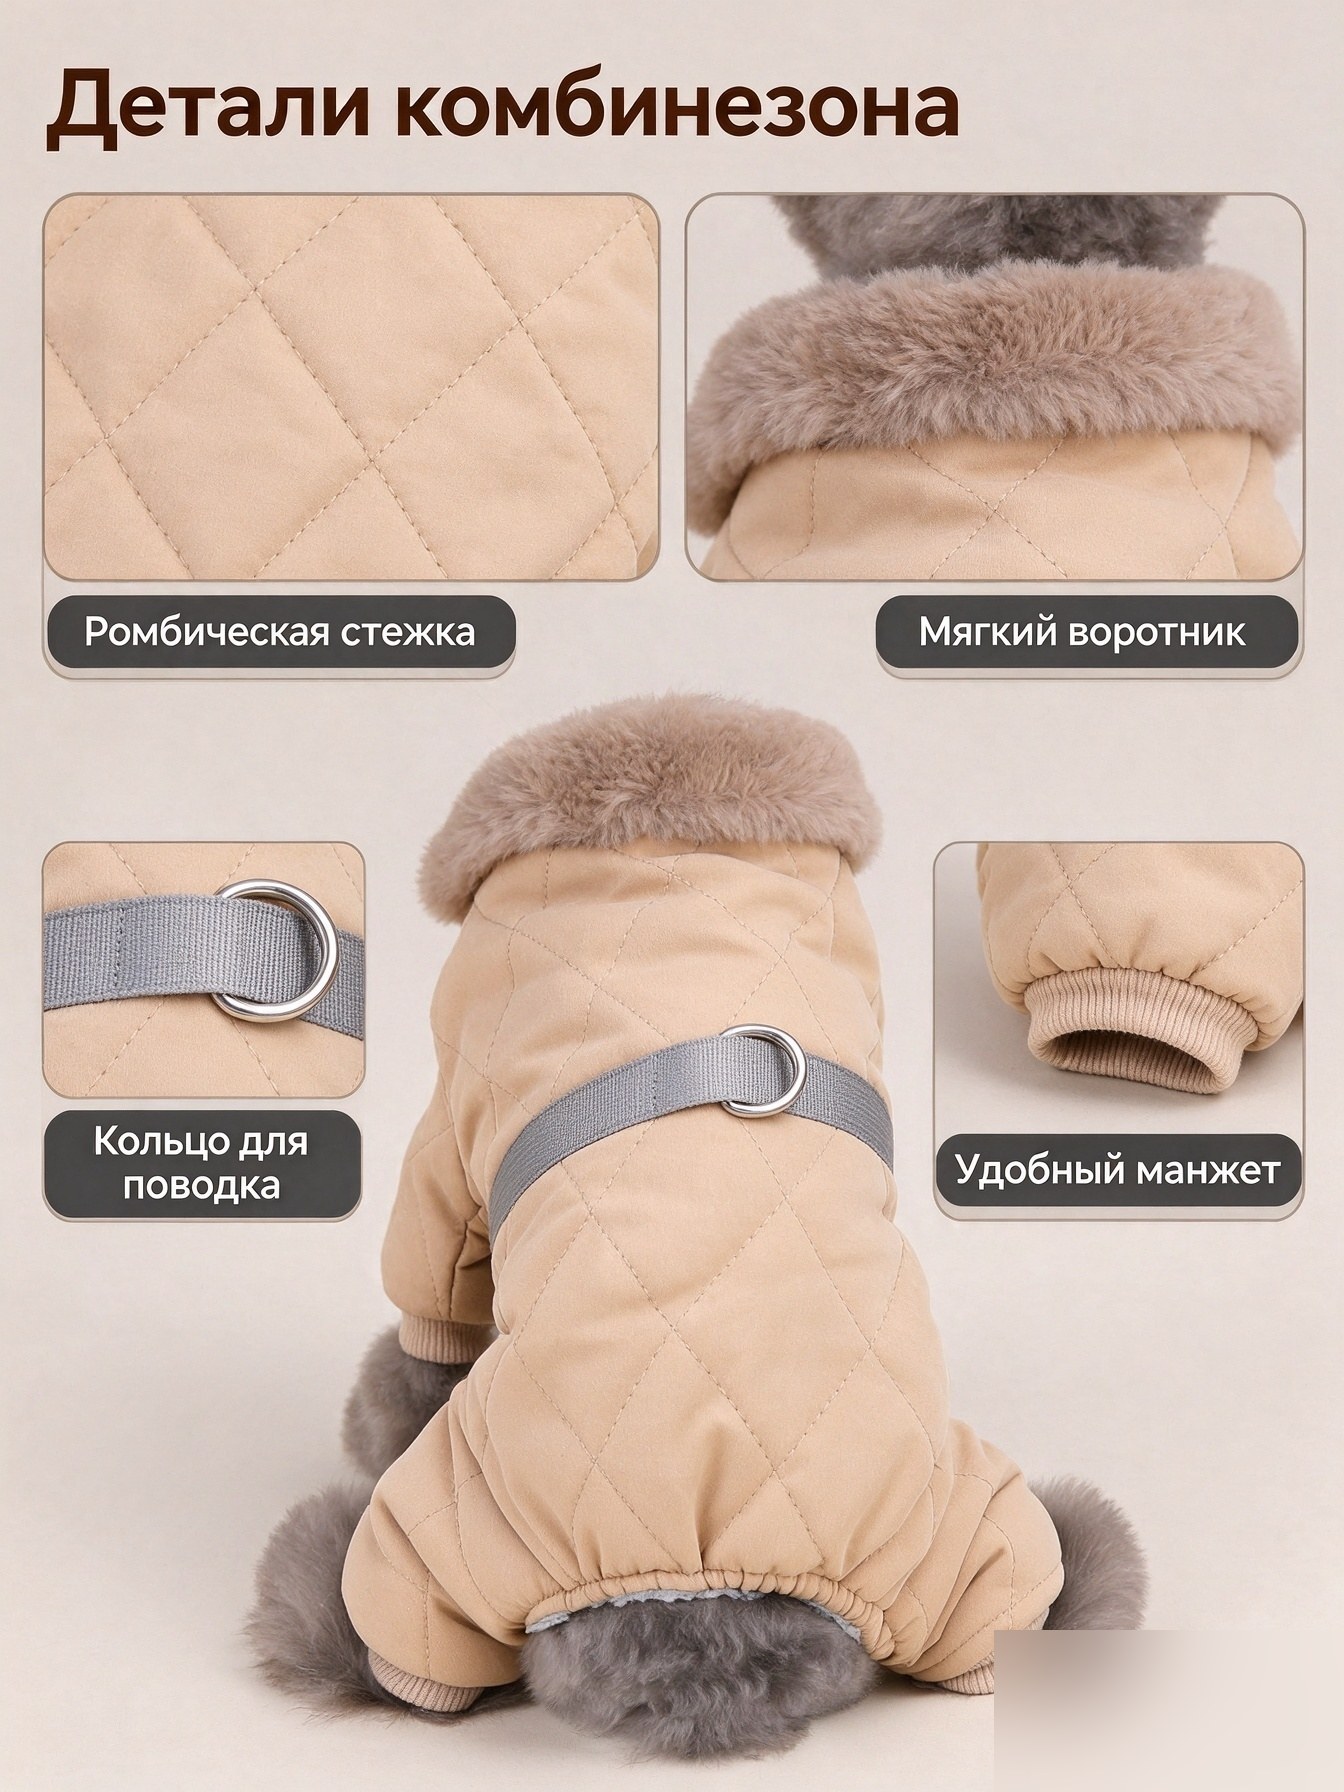 Детали комбинезона
Ромбическая стежка
Мягкий воротник
Кольцо для
поводка
Удобный манжет